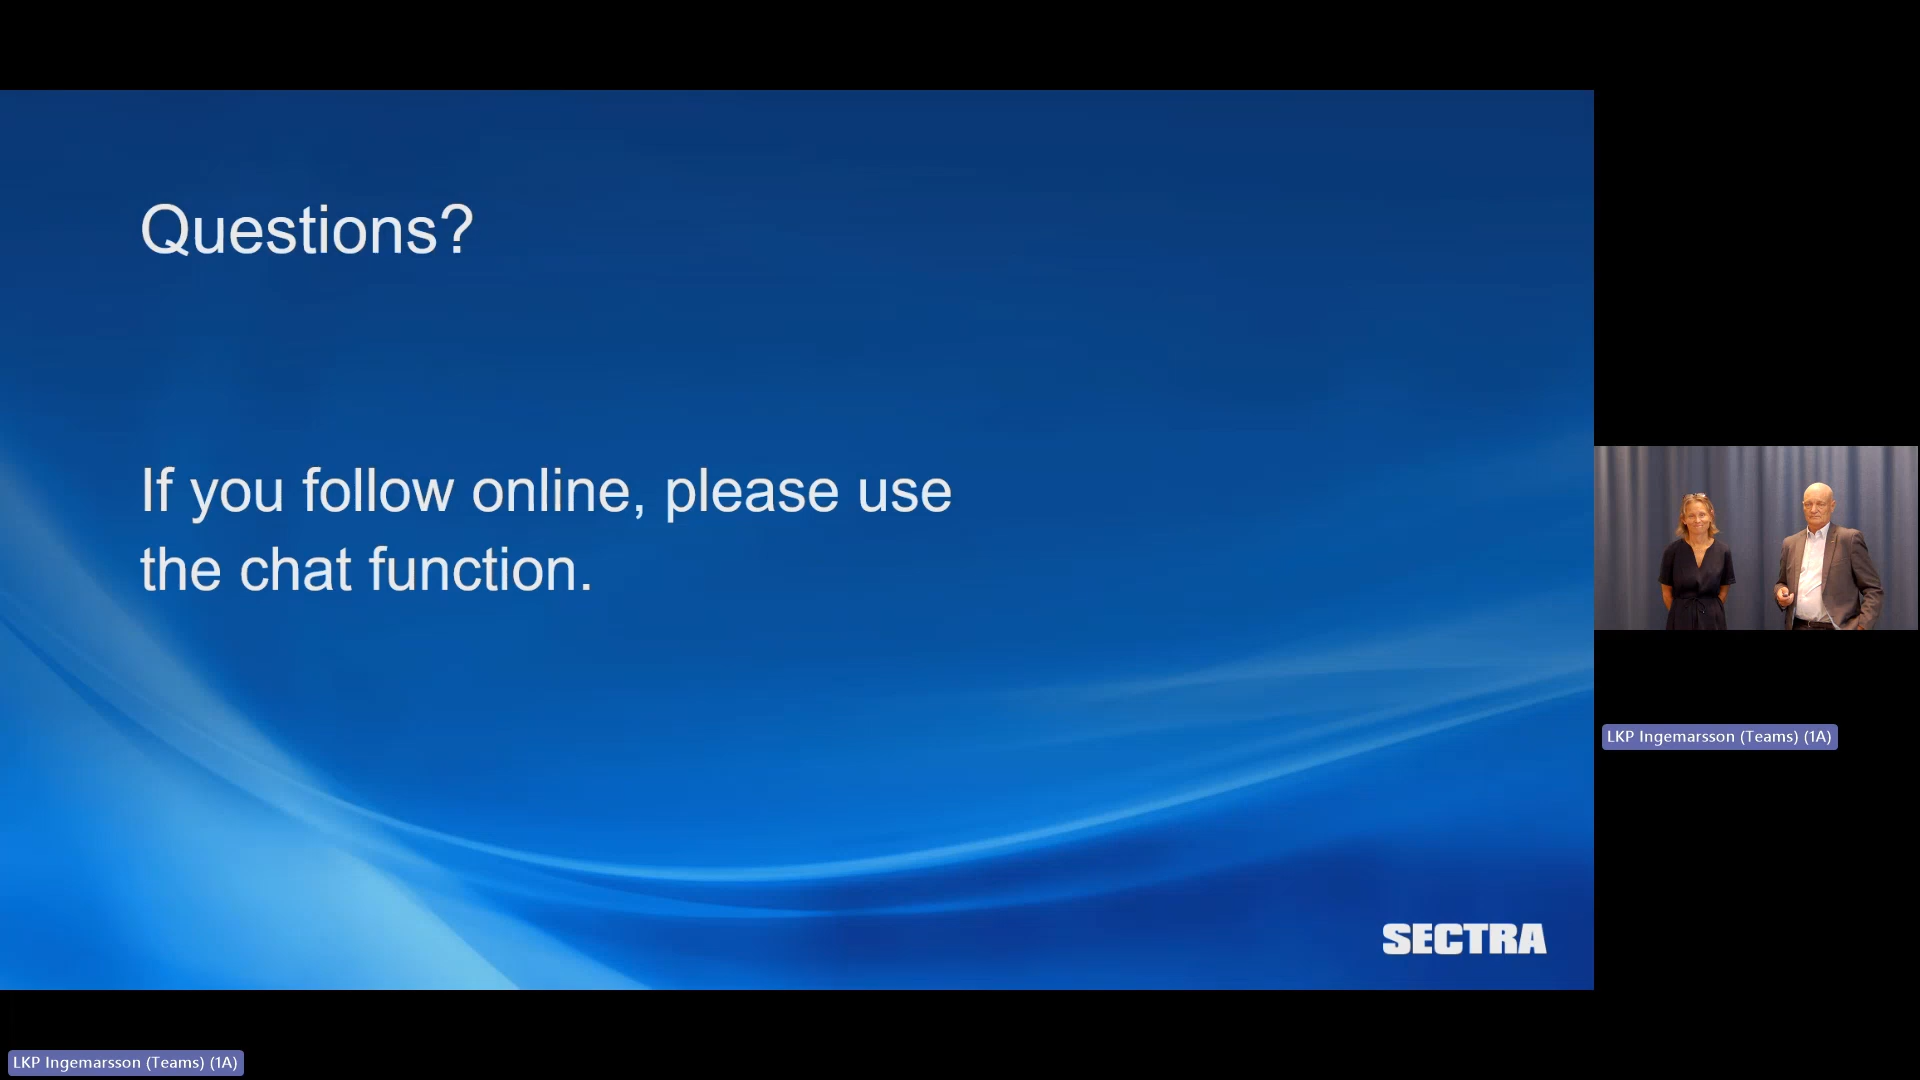 Questions?
If you follow online, please use
the chat function.
SECTRA
LKP Ingemarsson (Teams) (1A)
LKP Ingemarsson (Teams) (1A)